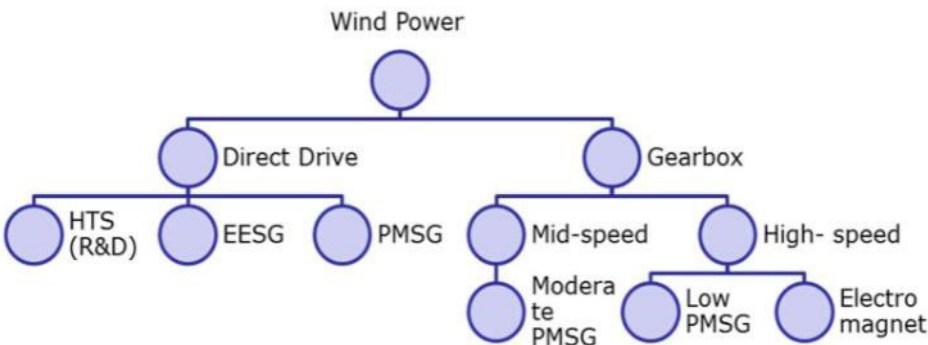 Wind Power
Direct Drive
Gearbox
HTS
(R&D)
EESG
PMSG
Mid-speed
High- speed
Modera
te
PMSG
Low
PMSG
Electro
magnet